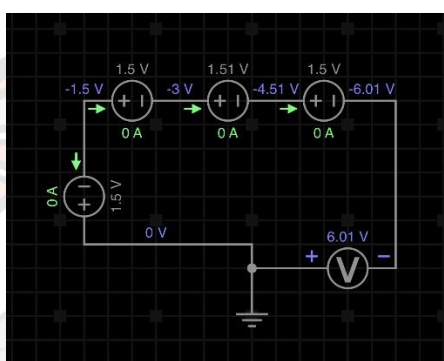 1.5 V
1.51 V
1.5 V
-1.5 V
-3 V
-4.51 V
-6.01 V
+ −
+ −
+ −
0 A
0 A
0 A
0 A
−
+
1.5 V
0 V
6.01 V
+ V −